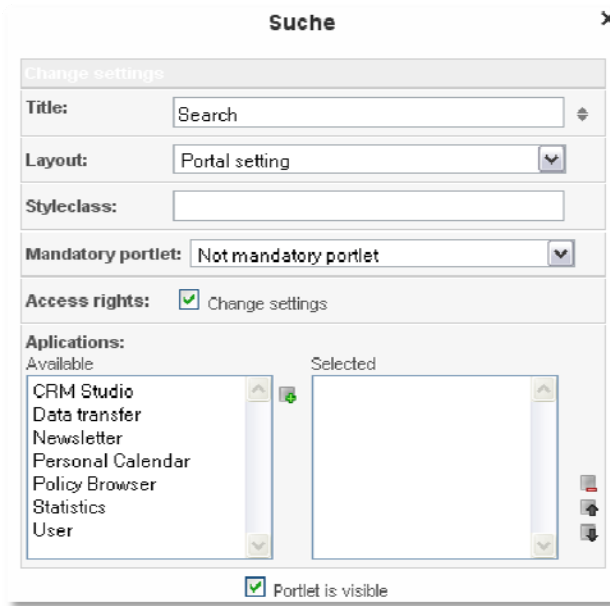 Suche
Change settings
Title: Search
Layout: Portal setting
Styleclass:
Mandatory portlet: Not mandatory portlet
Access rights: Change settings
Aplications:
Available Selected
CRM Studio
Data transfer
Newsletter
Personal Calendar
Policy Browser
Statistics
User
Portlet is visible